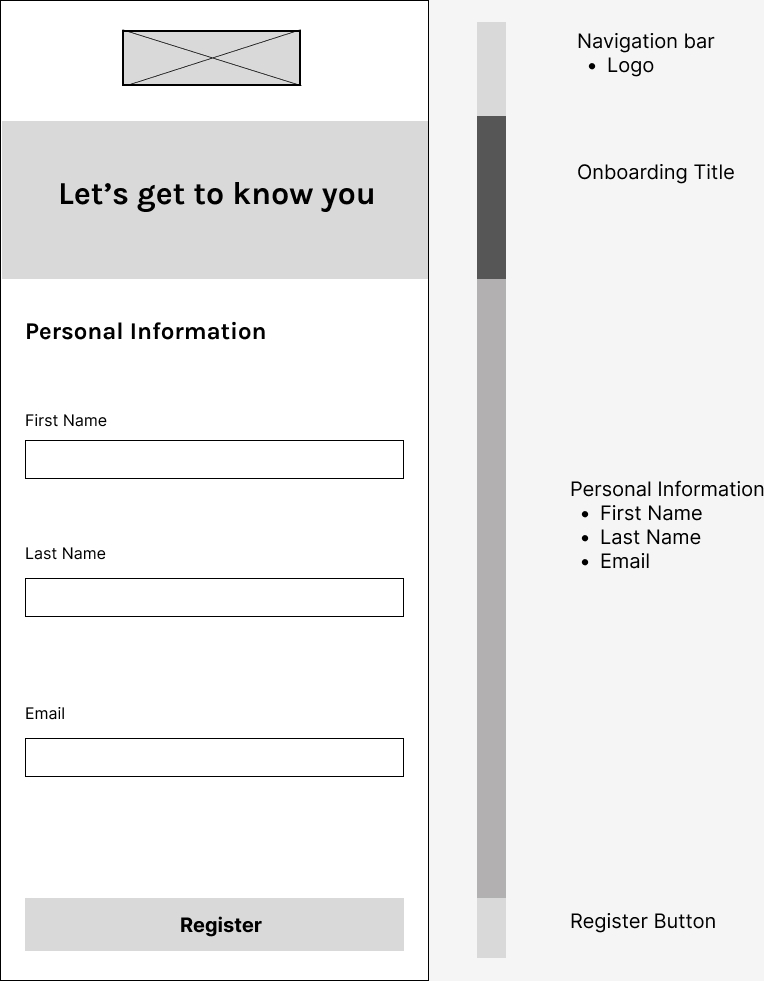 Let’s get to know you
Personal Information
First Name
Last Name
Email
Register
Navigation bar
• Logo
Onboarding Title
Personal Information
• First Name
• Last Name
• Email
Register Button